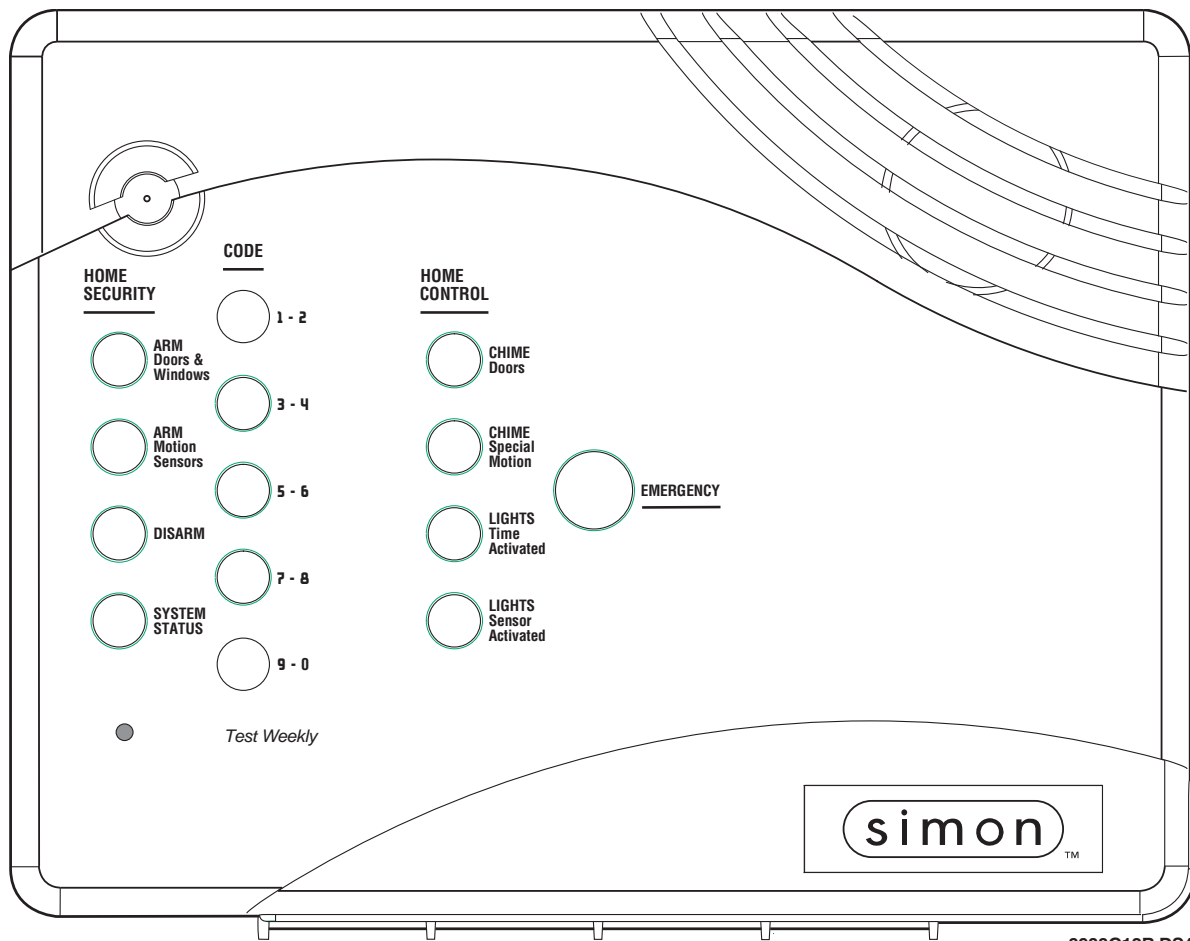 CODE
HOME
SECURITY
HOME
CONTROL
1 - 2
ARM
Doors &
Windows
CHIME
Doors
3 - 4
ARM
Motion
Sensors
CHIME
Special
Motion
5 - 6
EMERGENCY
DISARM
LIGHTS
Time
Activated
7 - 8
SYSTEM
STATUS
LIGHTS
Sensor
Activated
9 - 0
Test Weekly
simon
TM